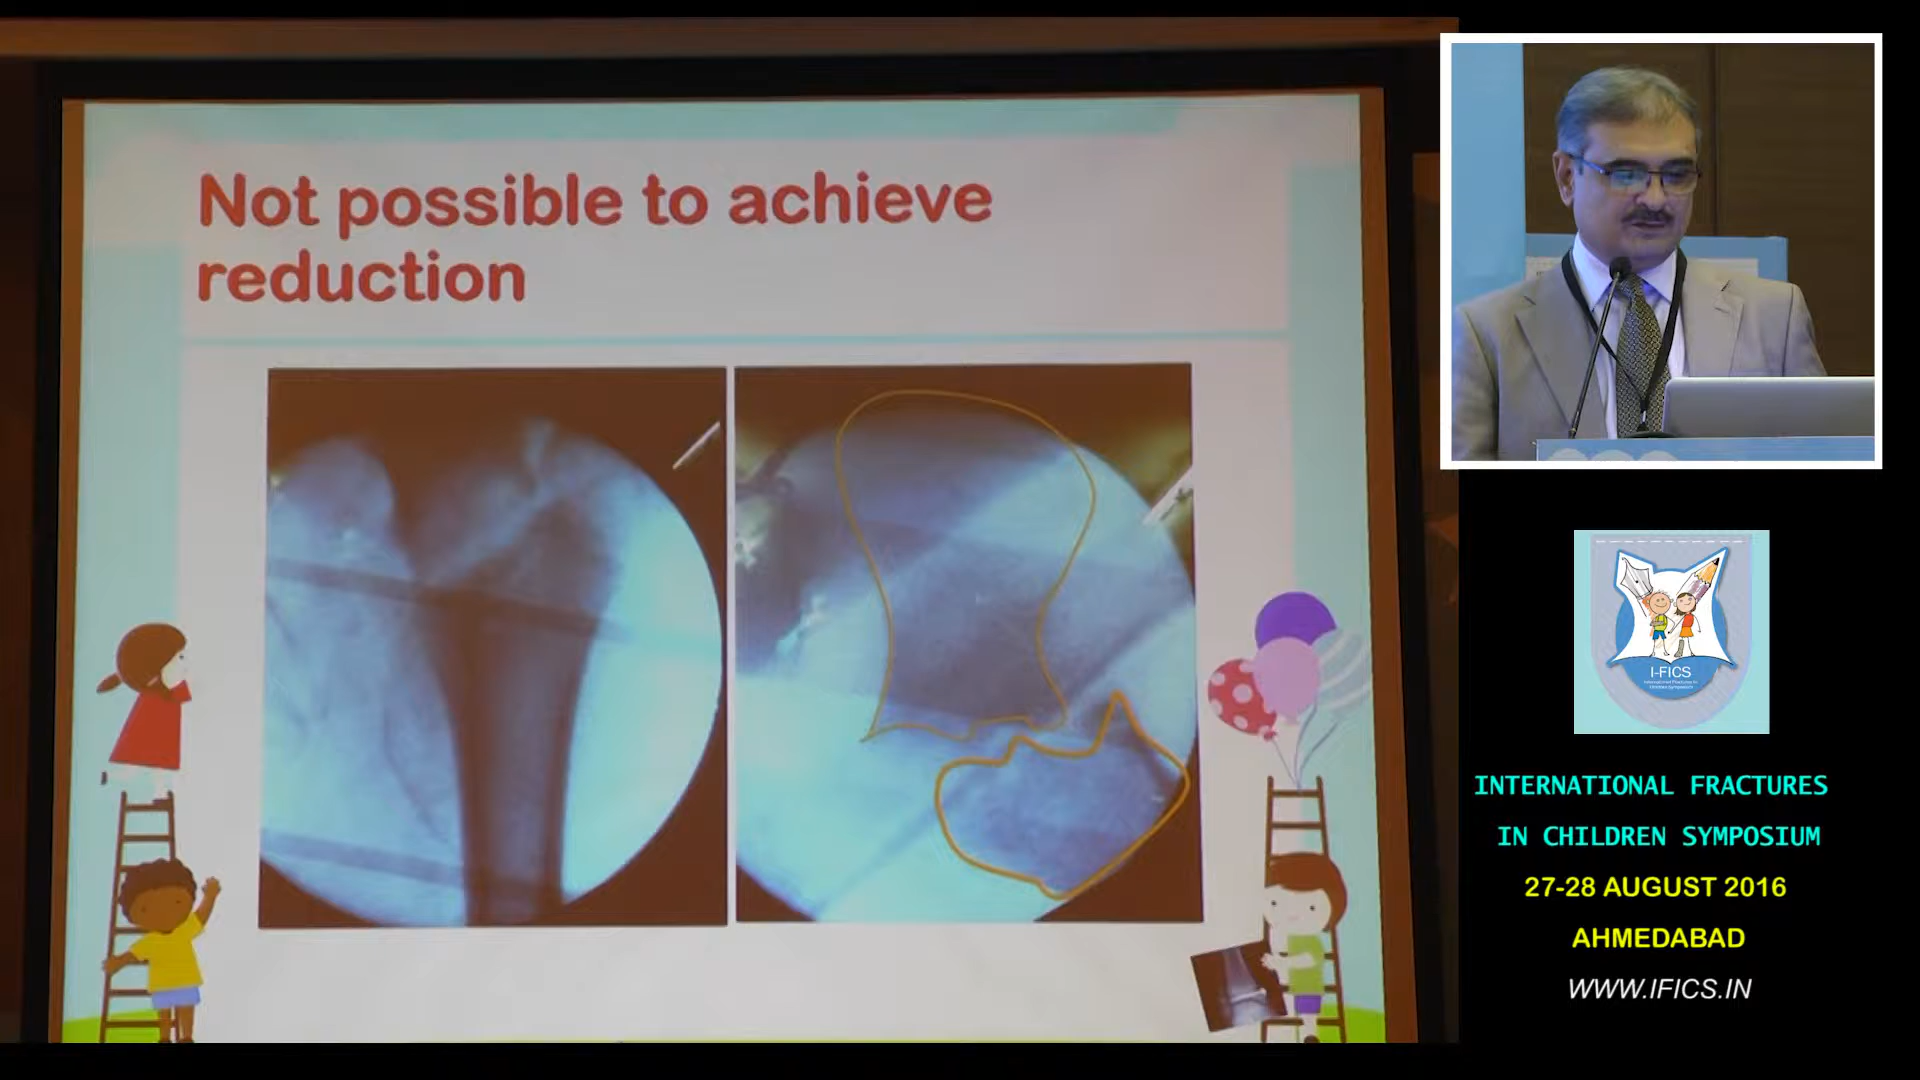 Not possible to achieve
reduction
I-FICS
INTERNATIONAL FRACTURES
IN CHILDREN SYMPOSIUM
27-28 AUGUST 2016
AHMEDABAD
WWW.IFICS.IN